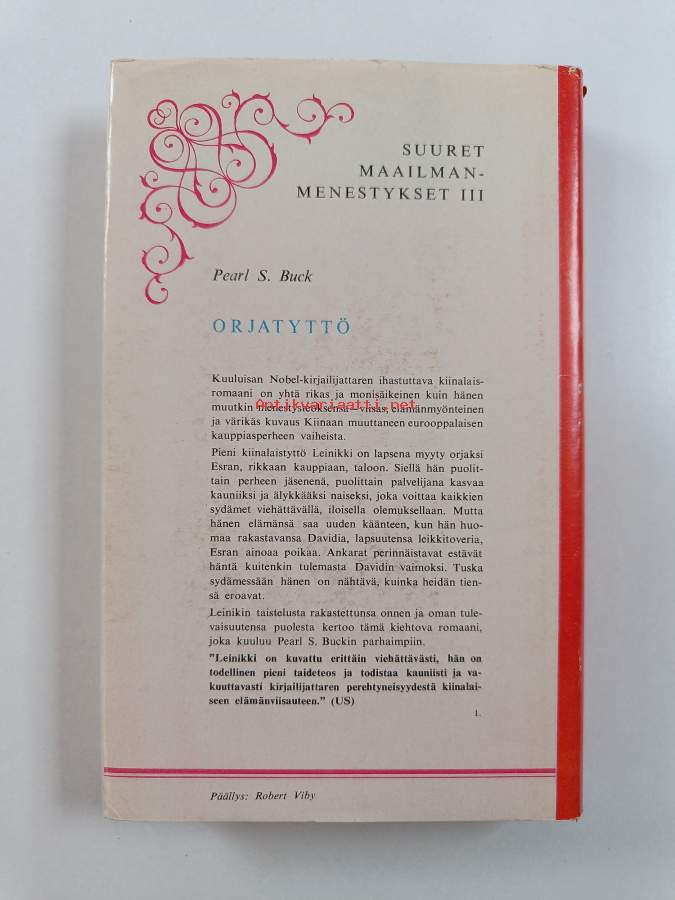 SUURET
MAAILMAN-
MENESTYKSET III
Pearl S. Buck
ORJATYTTÖ
Kuuluisan Nobel-kirjailijattaren ihastuttava kiinalais-
romaani on yhtä rikas ja monisäikeinen kuin hänen
muutkin menestysteoksensa – viisas, elämänmyönteinen
Antikvariaatti.net
ja värikäs kuvaus Kiinaan muuttaneen eurooppalaisen
kauppiasperheen vaiheista.
Pieni kiinalaistyttö Leinikki on lapsena myyty orjaksi
Esran, rikkaan kauppiaan, taloon. Siellä hän puolit-
tain perheen jäsenenä, puolittain palvelijana kasvaa
kauniiksi ja älykkääksi naiseksi, joka voittaa kaikkien
sydämet viehättävällä, iloisella olemuksellaan. Mutta
hänen elämänsä saa uuden käänteen, kun hän huo-
maa rakastavansa Davidia, lapsuutensa leikkitoveria,
Esran ainoaa poikaa. Ankarat perinnäistavat estävät
häntä kuitenkin tulemasta Davidin vaimoksi. Tuska
sydämessään hänen on nähtävä, kuinka heidän tien-
sä eroavat.
Leinikin taistelusta rakastettunsa onnen ja oman tule-
vaisuutensa puolesta kertoo tämä kiehtova romaani,
joka kuuluu Pearl S. Buckin parhaimpiin.
"Leinikki on kuvattu erittäin viehättävästi, hän on
todellinen pieni taideteos ja todistaa kauniisti ja va-
kuuttavasti kirjailijattaren perehtyneisyydestä kiinalai-
seen elämänviisauteen." (US)
1.
Päällys: Robert Viby